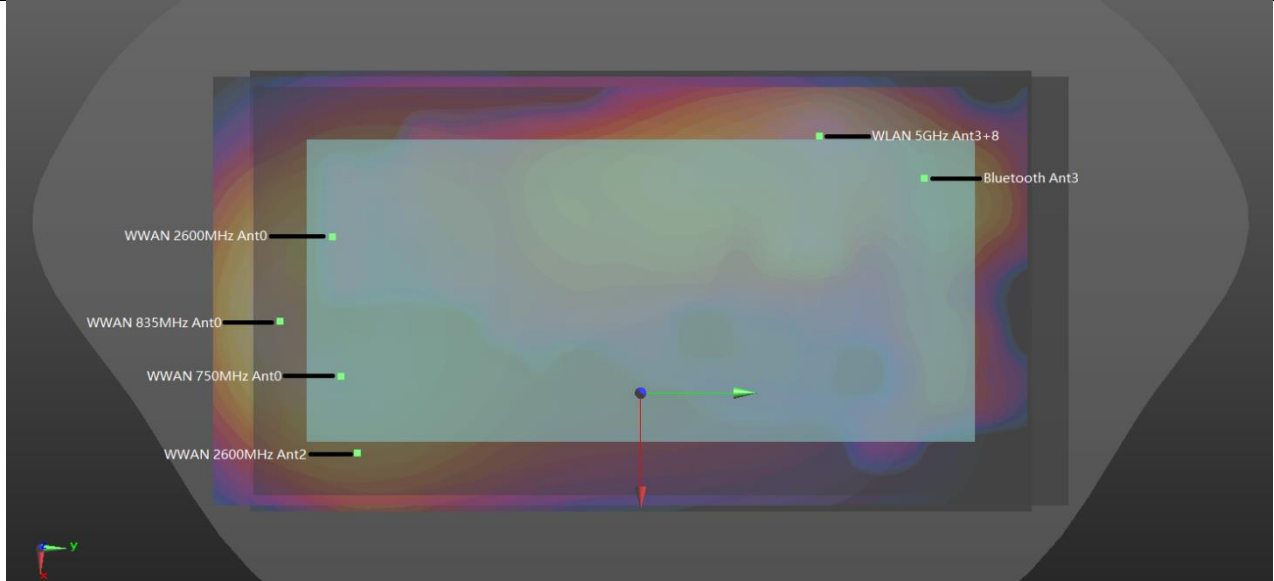 WLAN 5GHz Ant3+8
Bluetooth Ant3
WWAN 2600MHz Ant0
WWAN 835MHz Ant0
WWAN 750MHz Ant0
WWAN 2600MHz Ant2
y
x